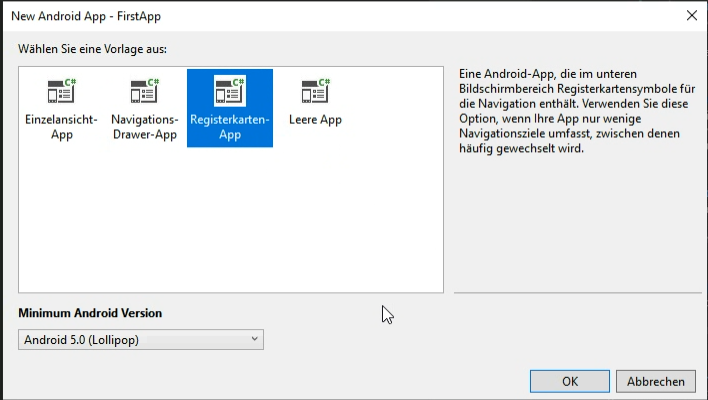 New Android App - FirstApp
Wählen Sie eine Vorlage aus:
C#
C#
C#
C#
Einzelansicht-
App
Navigations-
Drawer-App
Registerkarten-
App
Leere App
Eine Android-App, die im unteren
Bildschirmbereich Registerkartensymbole für
die Navigation enthält. Verwenden Sie diese
Option, wenn Ihre App nur wenige
Navigationsziele umfasst, zwischen denen
häufig gewechselt wird.
Minimum Android Version
Android 5.0 (Lollipop)
OK
Abbrechen